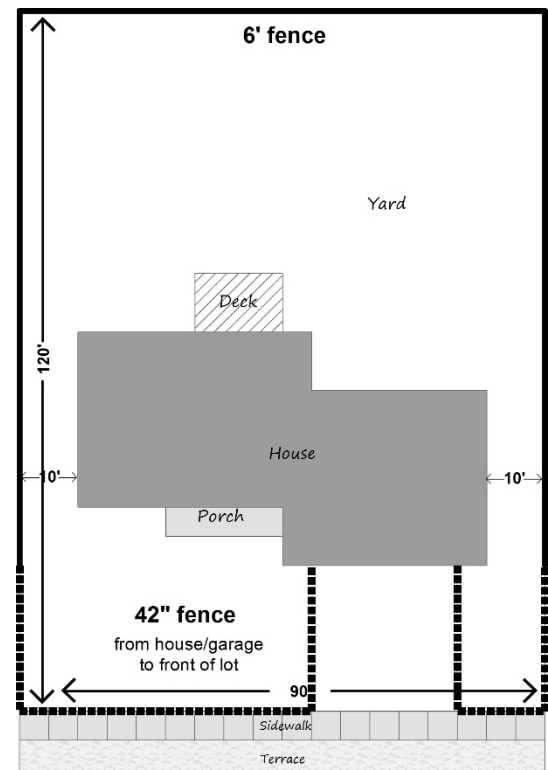 6' fence
Yard
Deck
120'
House
10'
10'
Porch
42" fence
from house/garage
to front of lot
90
Sidewalk
Terrace